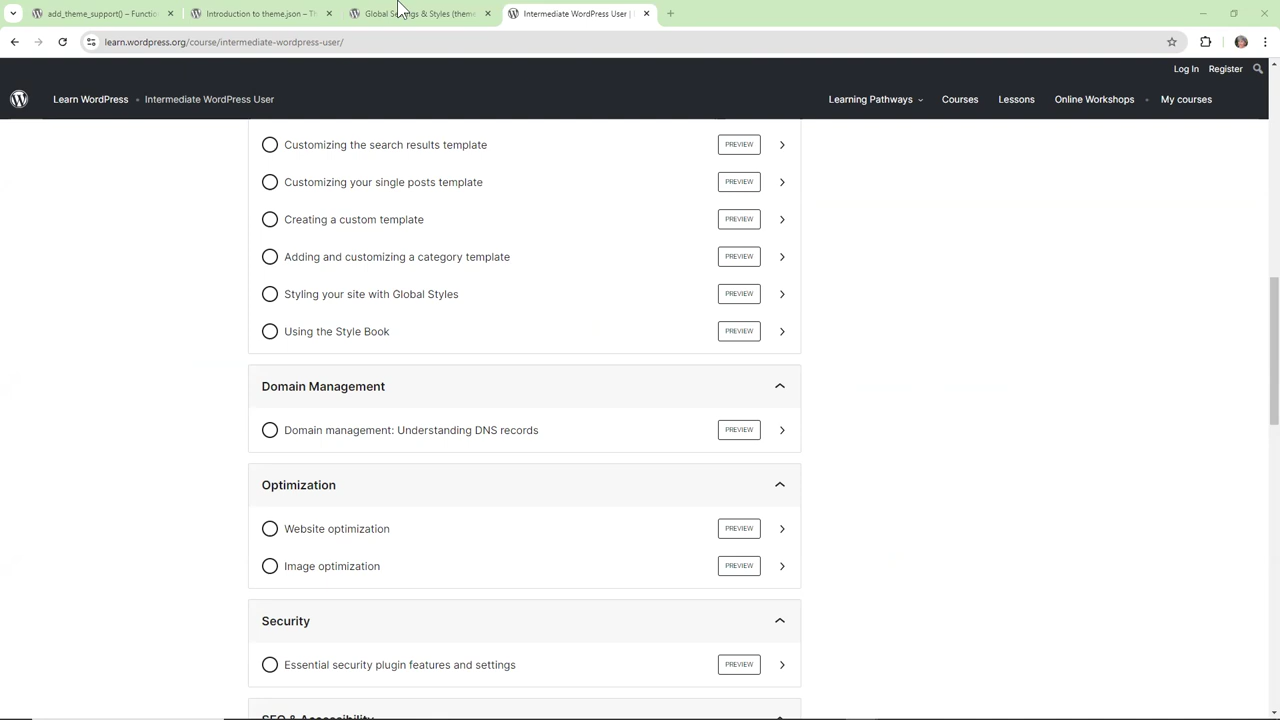 add_theme_support() – Functi
Introduction to theme.json – Th
Global Settings & Styles (theme
Intermediate WordPress User |
learn.wordpress.org/course/intermediate-wordpress-user/
Log In
Register
Learn WordPress
Intermediate WordPress User
Learning Pathways
Courses
Lessons
Online Workshops
My courses
Customizing the search results template
PREVIEW
Customizing your single posts template
PREVIEW
Creating a custom template
PREVIEW
Adding and customizing a category template
PREVIEW
Styling your site with Global Styles
PREVIEW
Using the Style Book
PREVIEW
Domain Management
Domain management: Understanding DNS records
PREVIEW
Optimization
Website optimization
PREVIEW
Image optimization
PREVIEW
Security
Essential security plugin features and settings
PREVIEW
SEO & Accessibility